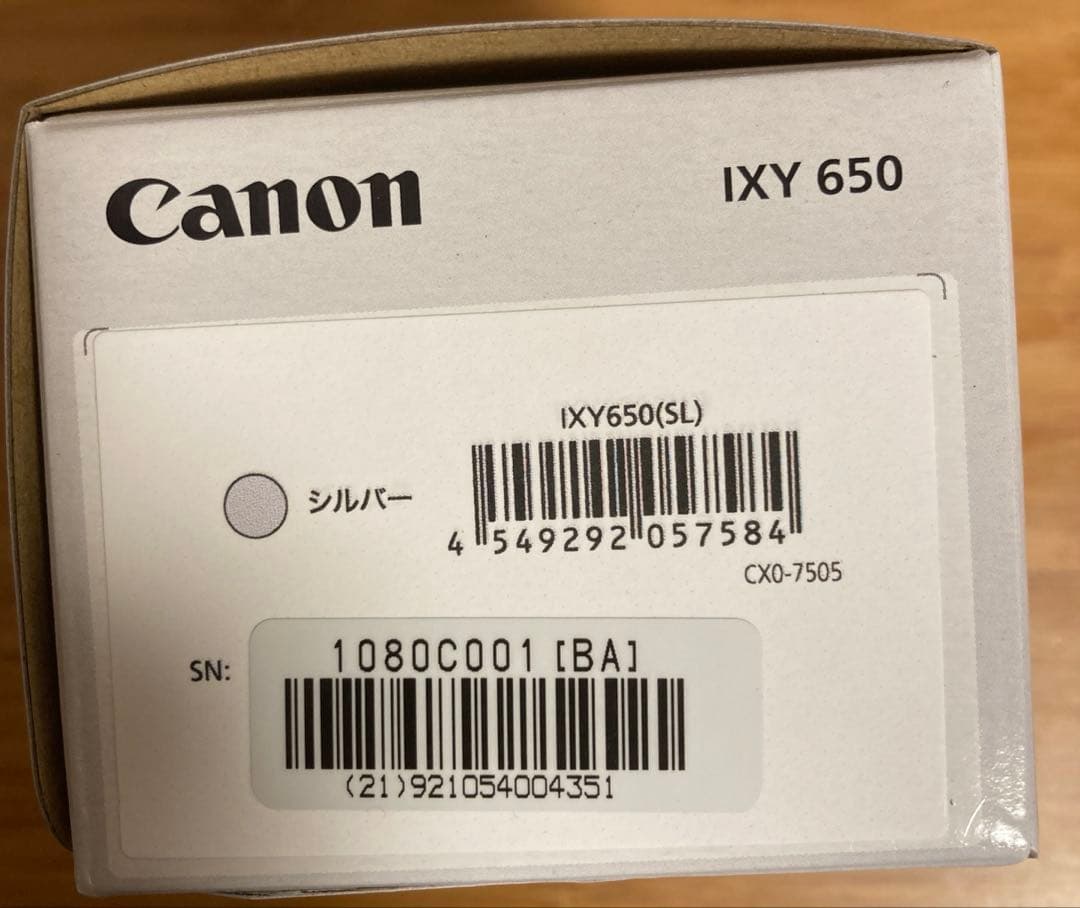 Canon
IXY 650
IXY650(SL)
シルバー
4 549292 057584
CX0-7505
SN:
1080C001 [BA]
(21)921054004351